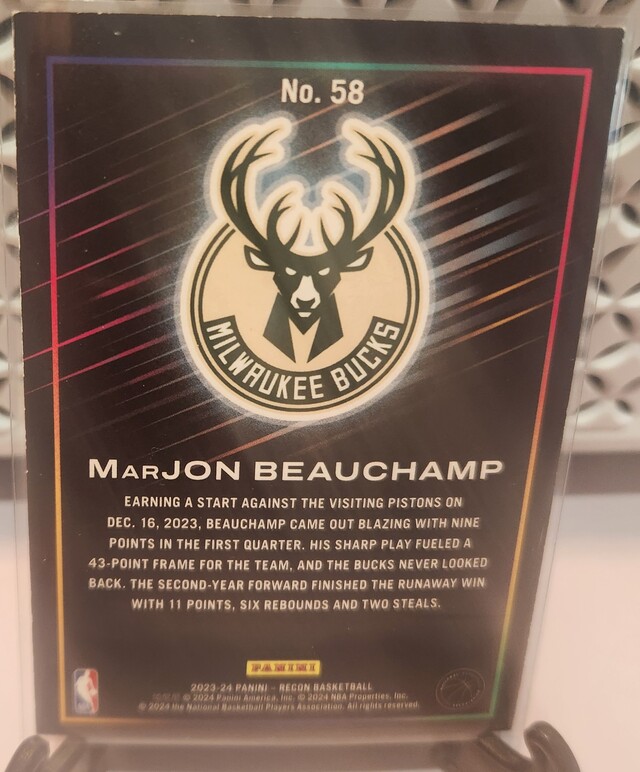 No. 58
MILWAUKEE BUCKS
MARJON BEAUCHAMP
EARNING A START AGAINST THE VISITING PISTONS ON
DEC. 16, 2023, BEAUCHAMP CAME OUT BLAZING WITH NINE
POINTS IN THE FIRST QUARTER. HIS SHARP PLAY FUELED A
43-POINT FRAME FOR THE TEAM, AND THE BUCKS NEVER LOOKED
BACK. THE SECOND-YEAR FORWARD FINISHED THE RUNAWAY WIN
WITH 11 POINTS, SIX REBOUNDS AND TWO STEALS.
PANINI
2023-24 PANINI – RECON BASKETBALL
© 2024 Panini America, Inc. © 2024 NBA Properties, Inc.
© 2024 the National Basketball Players Association. All rights reserved.